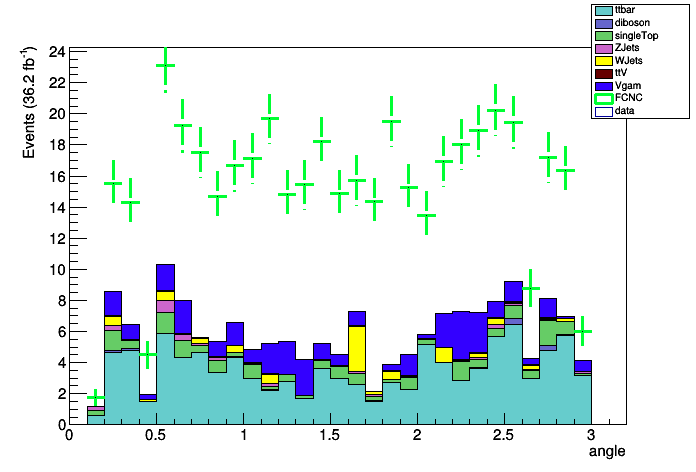 ttbar
diboson
singleTop
ZJets
WJets
ttV
Vgam
FCNC
data
Events (36.2 fb⁻¹)
24
22
20
18
16
14
12
10
8
6
4
2
0
0 0.5 1 1.5 2 2.5 3
angle